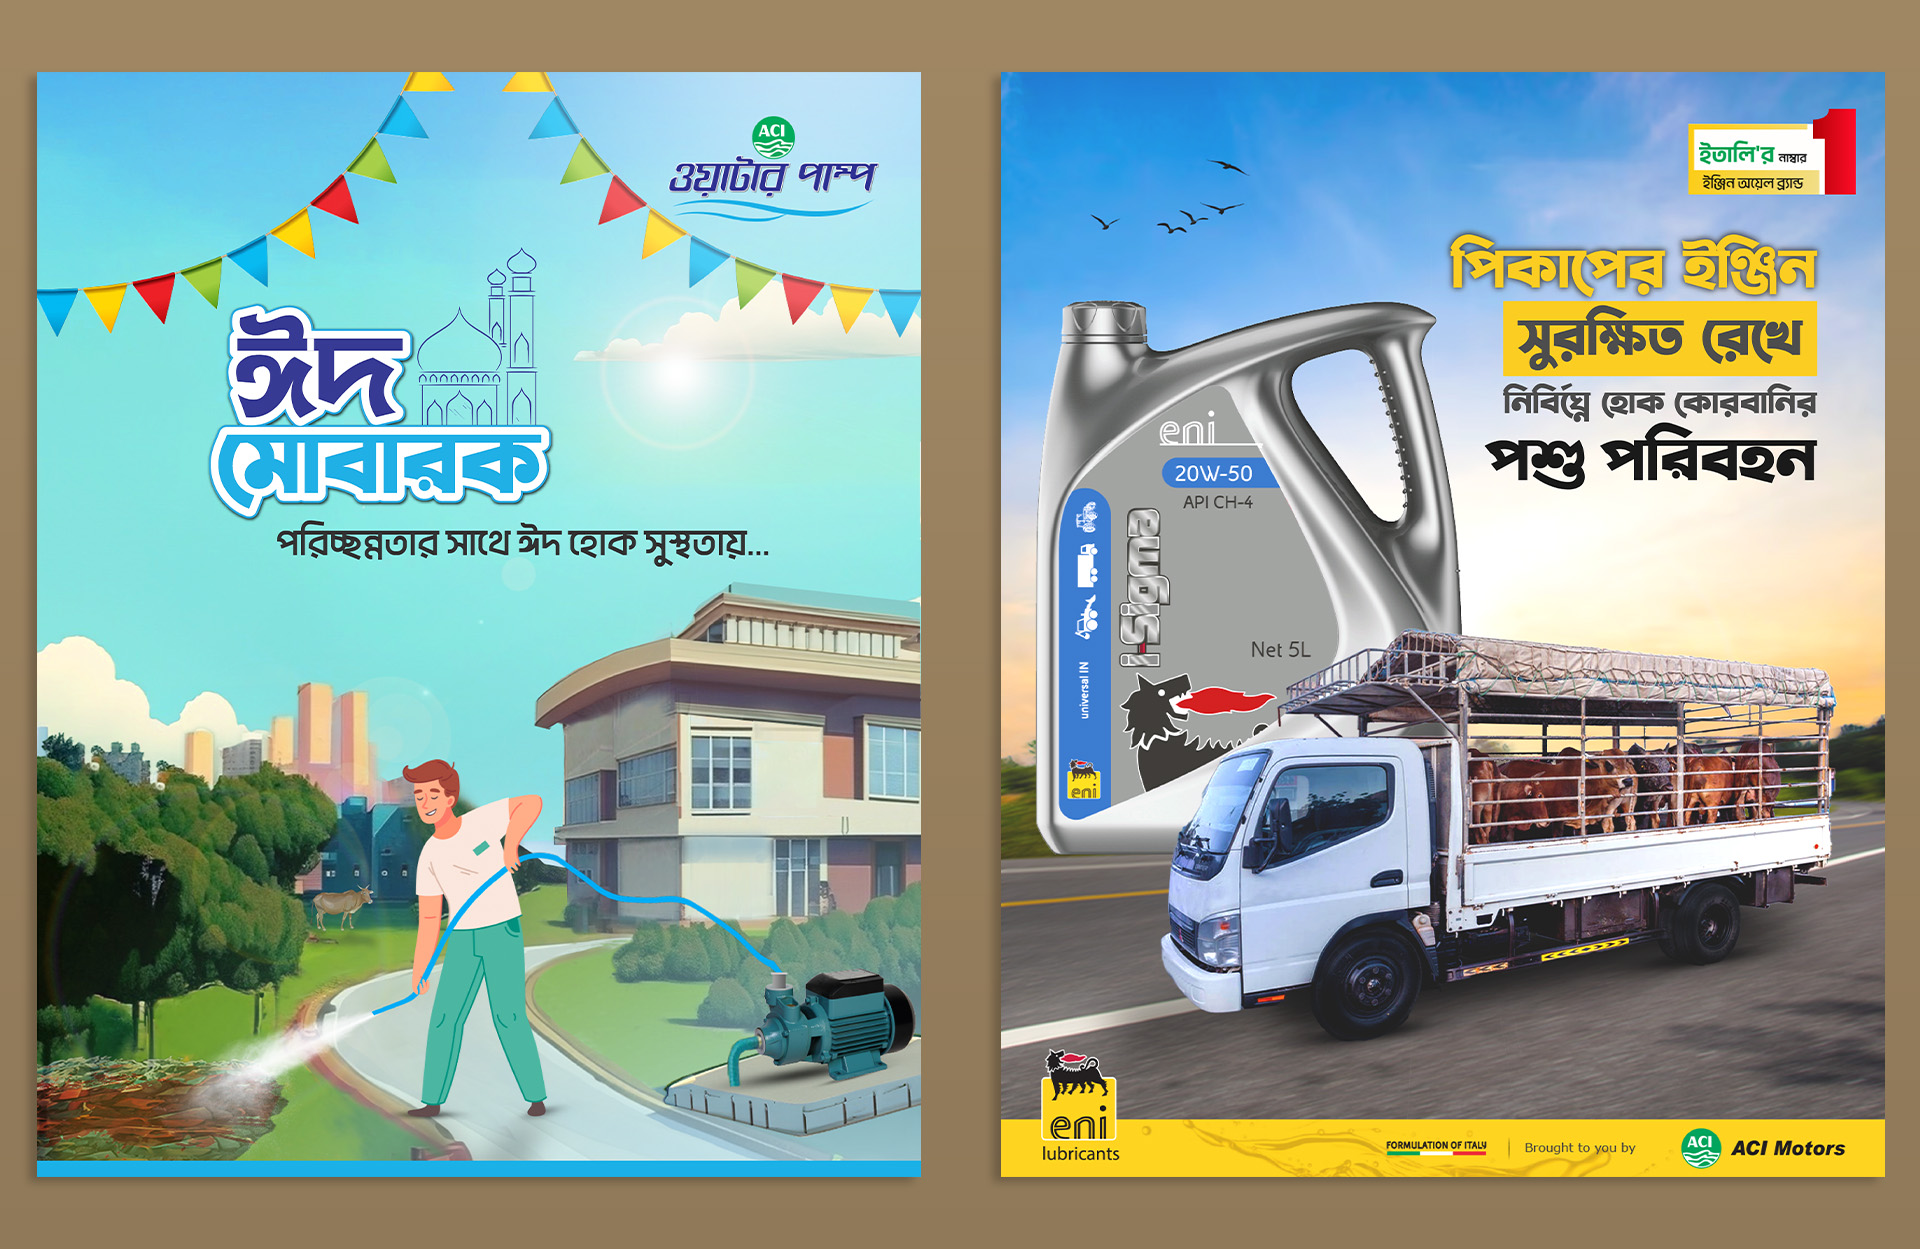 ACI
ওয়াটার পাম্প
ঈদ
মোবারক
পরিচ্ছন্নতার সাথে ঈদ হোক সুস্থতায়...
ইতালি'র নাম্বার 1
ইঞ্জিন অয়েল ব্র্যান্ড
পিকাপের ইঞ্জিন
সুরক্ষিত রেখে
নির্বিঘ্নে হোক কোরবানির
পশু পরিবহন
eni
20W-50
API CH-4
i-Sigma
Net 5L
universal IN
eni
eni
lubricants
FORMULATION OF ITALY
Brought to you by
ACI
ACI Motors